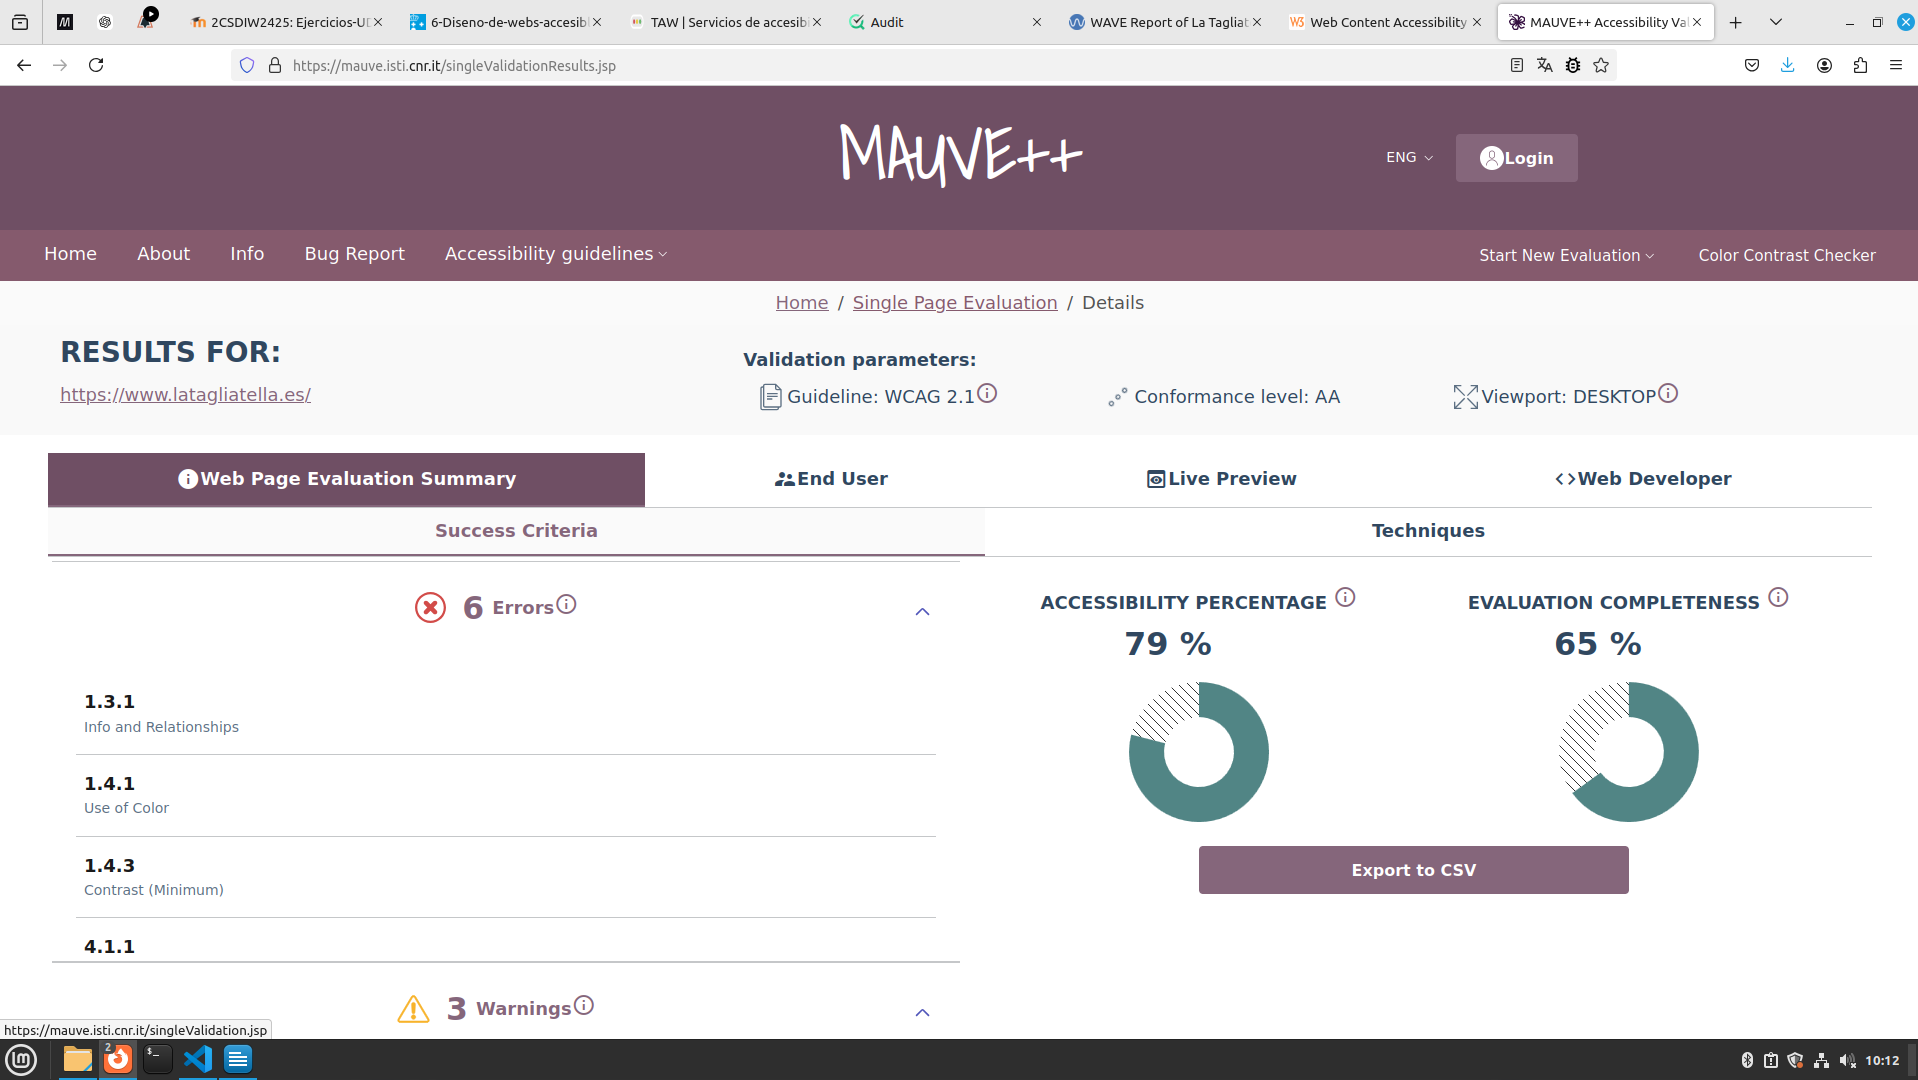 2CSDIW2425: Ejercicios-U
6-Diseno-de-webs-accesib
TAW | Servicios de accesibi
Audit
WAVE Report of La Tagliat
Web Content Accessibility
MAUVE++ Accessibility Val
https://mauve.isti.cnr.it/singleValidationResults.jsp
MAUVE++
ENG
Login
Home
About
Info
Bug Report
Accessibility guidelines
Start New Evaluation
Color Contrast Checker
Home / Single Page Evaluation / Details
RESULTS FOR:
https://www.latagliatella.es/
Validation parameters:
Guideline: WCAG 2.1
Conformance level: AA
Viewport: DESKTOP
Web Page Evaluation Summary
End User
Live Preview
Web Developer
Success Criteria
Techniques
6 Errors
1.3.1
Info and Relationships
1.4.1
Use of Color
1.4.3
Contrast (Minimum)
4.1.1
3 Warnings
ACCESSIBILITY PERCENTAGE
79 %
EVALUATION COMPLETENESS
65 %
Export to CSV
https://mauve.isti.cnr.it/singleValidation.jsp
2
10:12